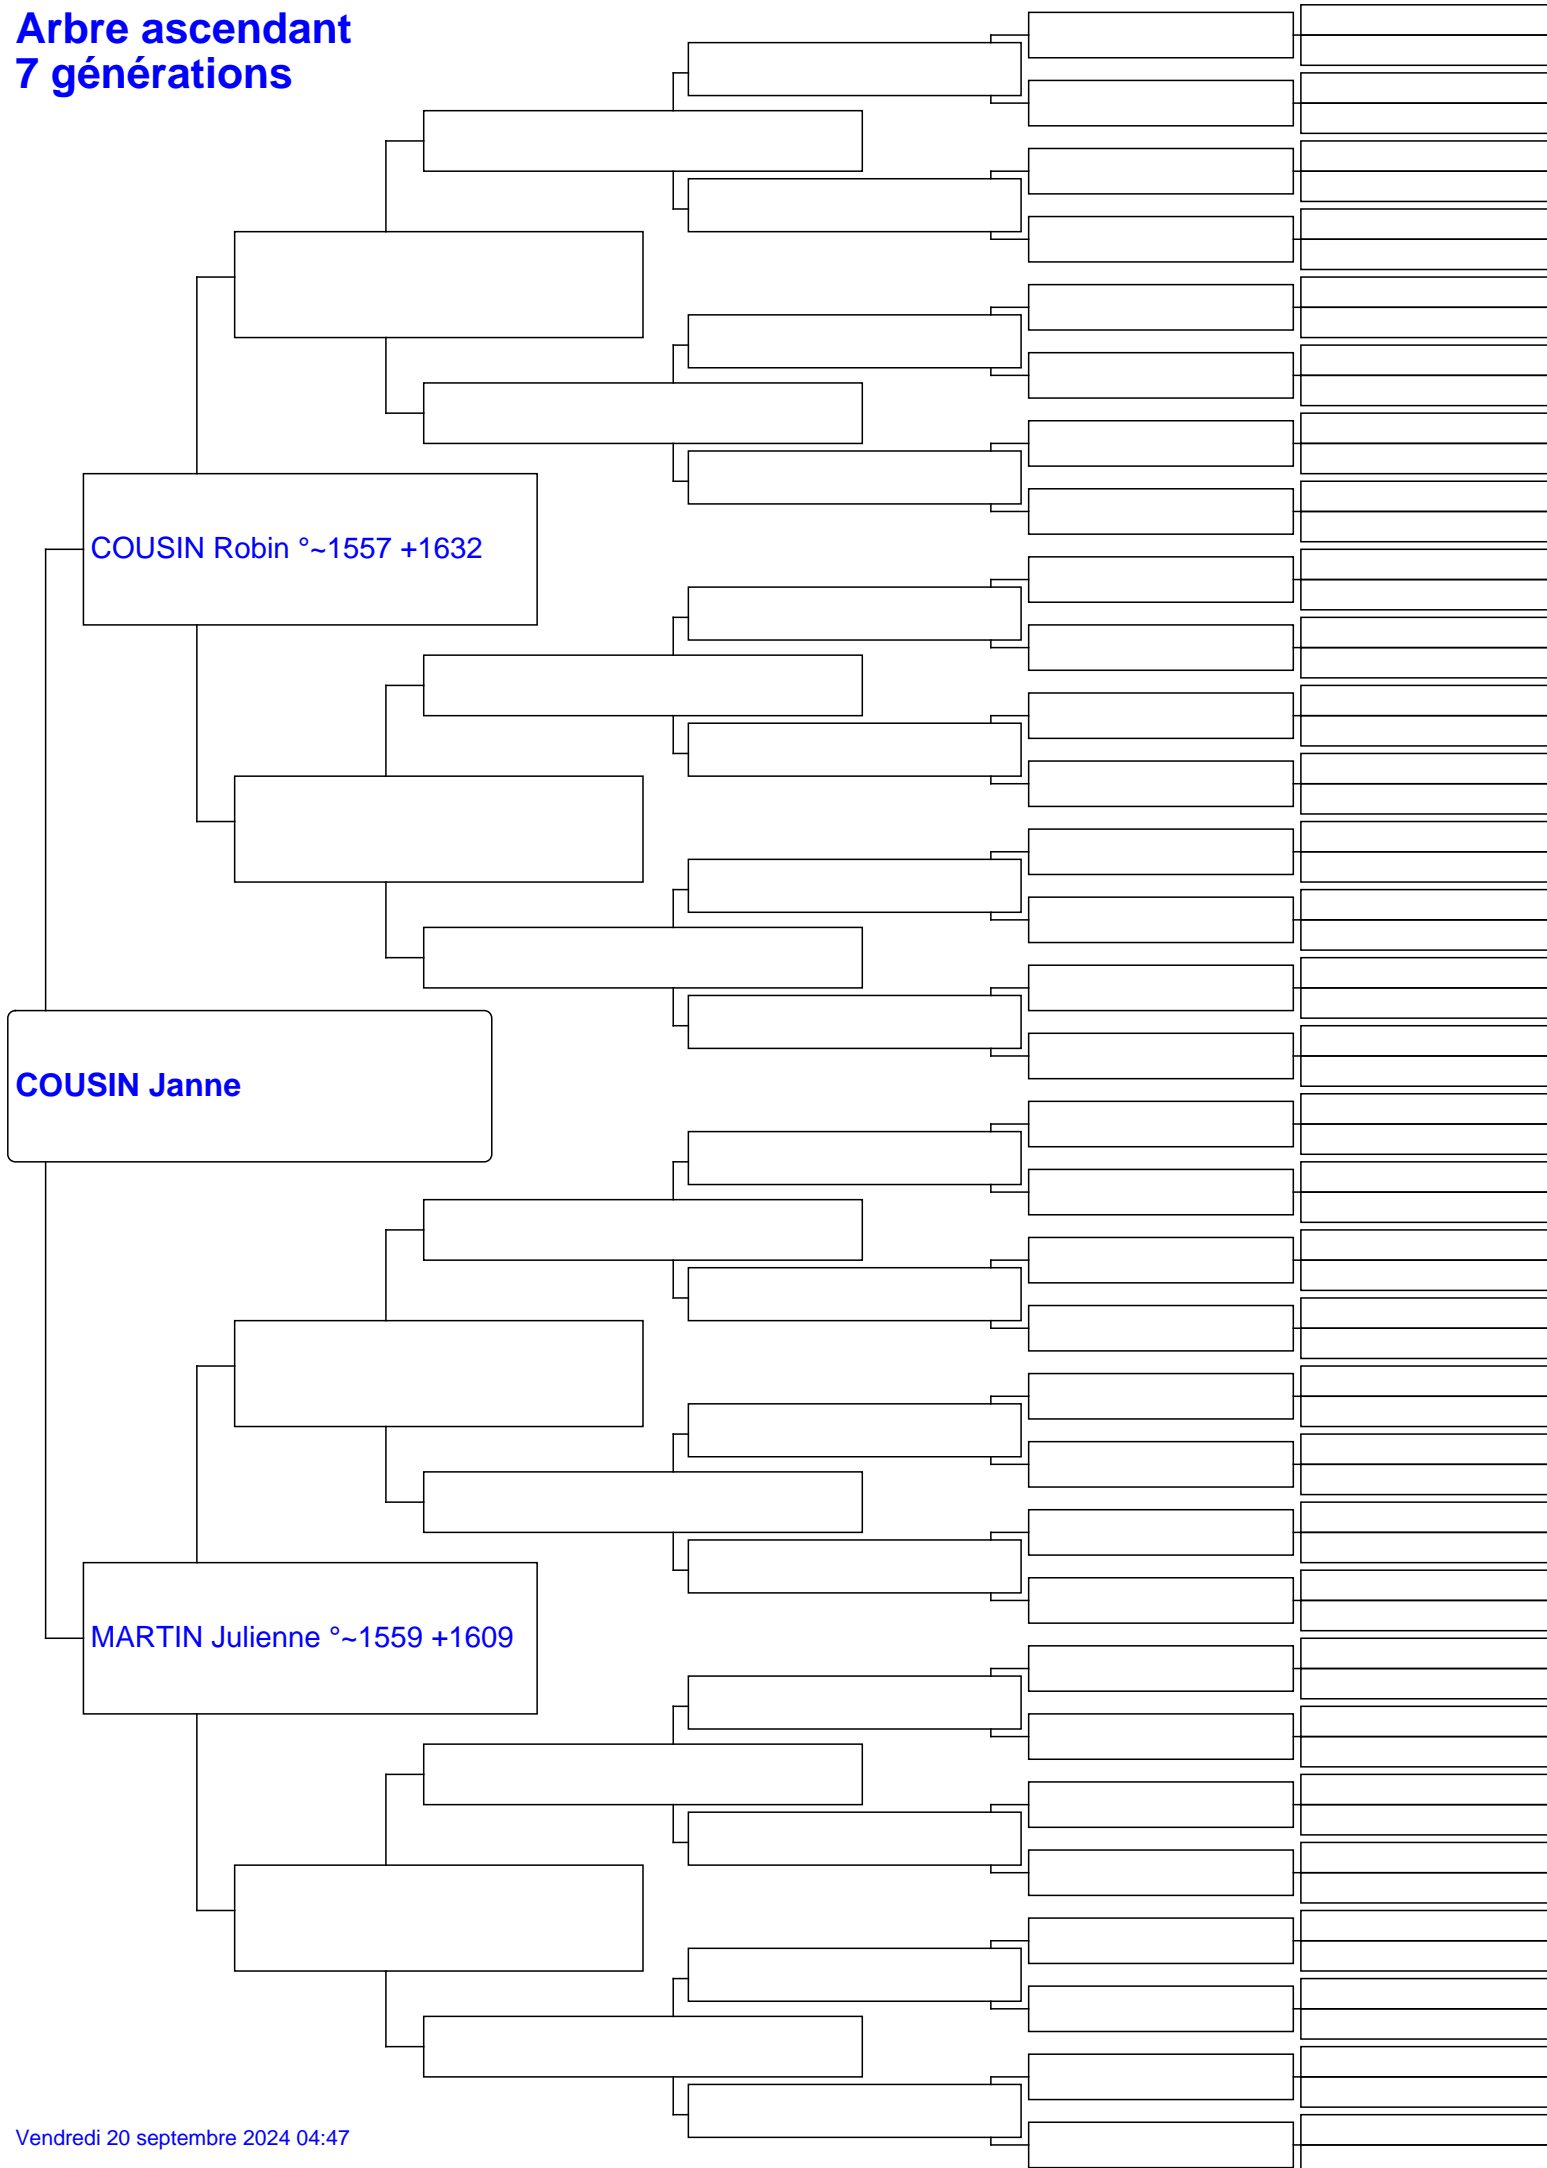 Arbre ascendant
7 générations
COUSIN Robin °~1557 +1632
COUSIN Janne
MARTIN Julienne °~1559 +1609
Vendredi 20 septembre 2024 04:47